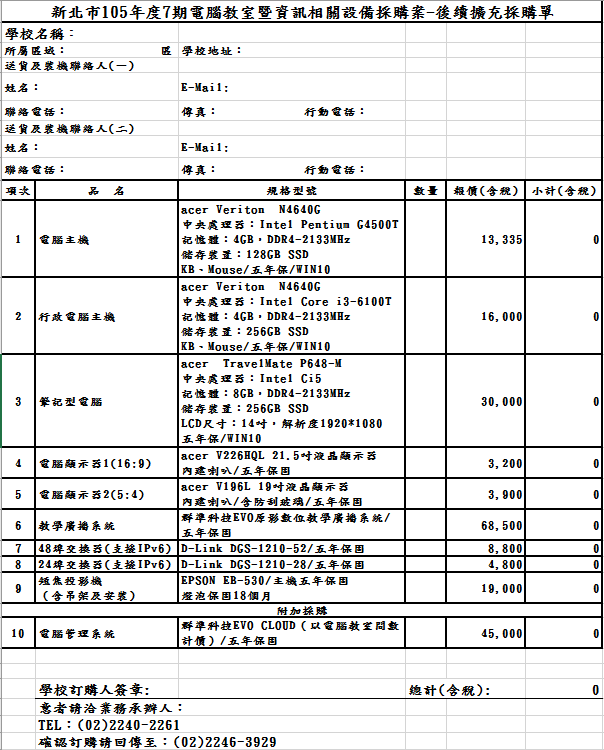 新北市105年度7期電腦教室暨資訊相關設備採購案-後續擴充採購單
學校名稱：
所屬區域： 區 學校地址：
送貨及裝機聯絡人(一)
姓名： E-Mail:
聯絡電話： 傳真： 行動電話：
送貨及裝機聯絡人(二)
姓名： E-Mail:
聯絡電話： 傳真： 行動電話：
項次 品 名 規格型號 數量 報價(含稅) 小計(含稅)
acer Veriton N4640G
中央處理器：Intel Pentium G4500T
1 電腦主機 記憶體：4GB，DDR4-2133MHz 13,335 0
儲存裝置：128GB SSD
KB、Mouse/五年保/WIN10
acer Veriton N4640G
中央處理器：Intel Core i3-6100T
2 行政電腦主機 記憶體：4GB，DDR4-2133MHz 16,000 0
儲存裝置：256GB SSD
KB、Mouse/五年保/WIN10
acer TravelMate P648-M
中央處理器：Intel Ci5
3 筆記型電腦 記憶體：8GB，DDR4-2133MHz 30,000 0
儲存裝置：256GB SSD
LCD尺寸：14吋，解析度1920*1080
五年保/WIN10
4 電腦顯示器1(16:9) acer V226HQL 21.5吋液晶顯示器 3,200 0
內建喇叭/五年保固
5 電腦顯示器2(5:4) acer V196L 19吋液晶顯示器 3,900 0
內建喇叭/含防刮玻璃/五年保固
6 教學廣播系統 群準科技EVO原影數位教學廣播系統/ 68,500 0
五年保固
7 48埠交換器(支援IPv6) D-Link DGS-1210-52/五年保固 8,800 0
8 24埠交換器(支援IPv6) D-Link DGS-1210-28/五年保固 4,800 0
9 短焦投影機 EPSON EB-530/主機五年保固 19,000 0
(含吊架及安裝) 燈泡保固18個月
附加採購
10 電腦管理系統 群準科技EVO CLOUD（以電腦教室間數 45,000 0
計價）/五年保固
學校訂購人簽章: 總計(含稅): 0
意者請洽業務承辦人：
TEL：(02)2240-2261
確認訂購請回傳至：(02)2246-3929